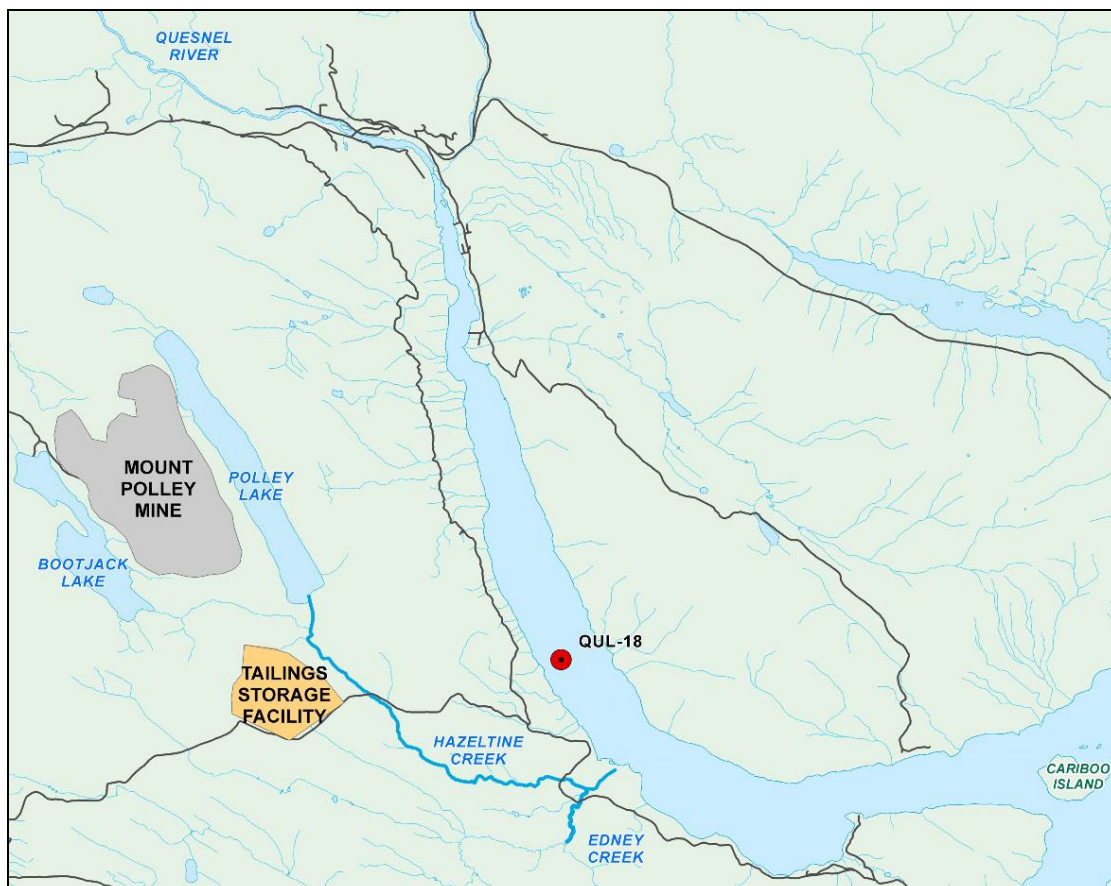 QUESNEL
RIVER
MOUNT
POLLEY
MINE
POLLEY
LAKE
BOOTJACK
LAKE
QUL-18
TAILINGS
STORAGE
FACILITY
HAZELTINE
CREEK
CARIBOO
ISLAND
EDNEY
CREEK